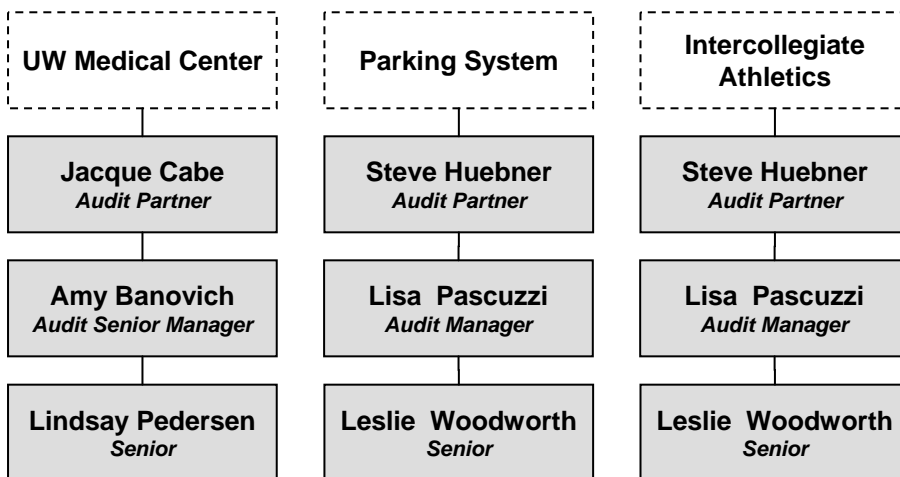 UW Medical Center
Jacque Cabe
Audit Partner
Amy Banovich
Audit Senior Manager
Lindsay Pedersen
Senior
Parking System
Steve Huebner
Audit Partner
Lisa Pascuzzi
Audit Manager
Leslie Woodworth
Senior
Intercollegiate
Athletics
Steve Huebner
Audit Partner
Lisa Pascuzzi
Audit Manager
Leslie Woodworth
Senior